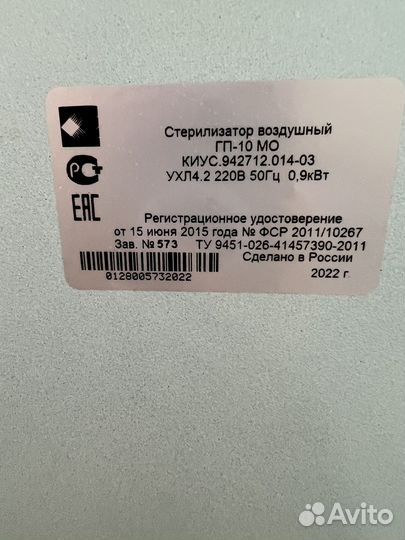 Стерилизатор воздушный
ГП-10 МО
КИУС.942712.014-03
УХЛ4.2 220В 50Гц 0,9кВт
РСТ
ЕАС
Регистрационное удостоверение
от 15 июня 2015 года № ФСР 2011/10267
Зав. № 573 ТУ 9451-026-41457390-2011
Сделано в России
0128005732022
2022 г.
Avito